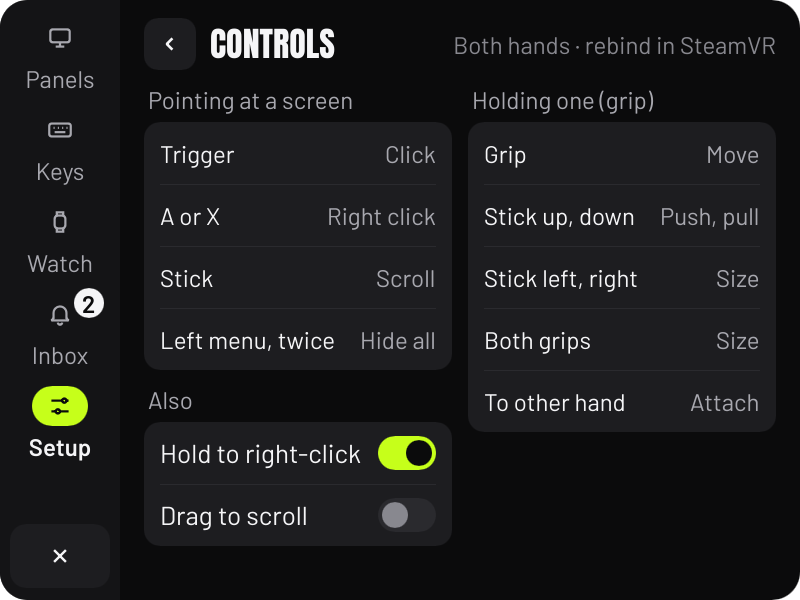 Panels
Keys
Watch
2
Inbox
Setup
CONTROLS
Both hands · rebind in SteamVR
Pointing at a screen
Trigger Click
A or X Right click
Stick Scroll
Left menu, twice Hide all
Also
Hold to right-click
Drag to scroll
Holding one (grip)
Grip Move
Stick up, down Push, pull
Stick left, right Size
Both grips Size
To other hand Attach